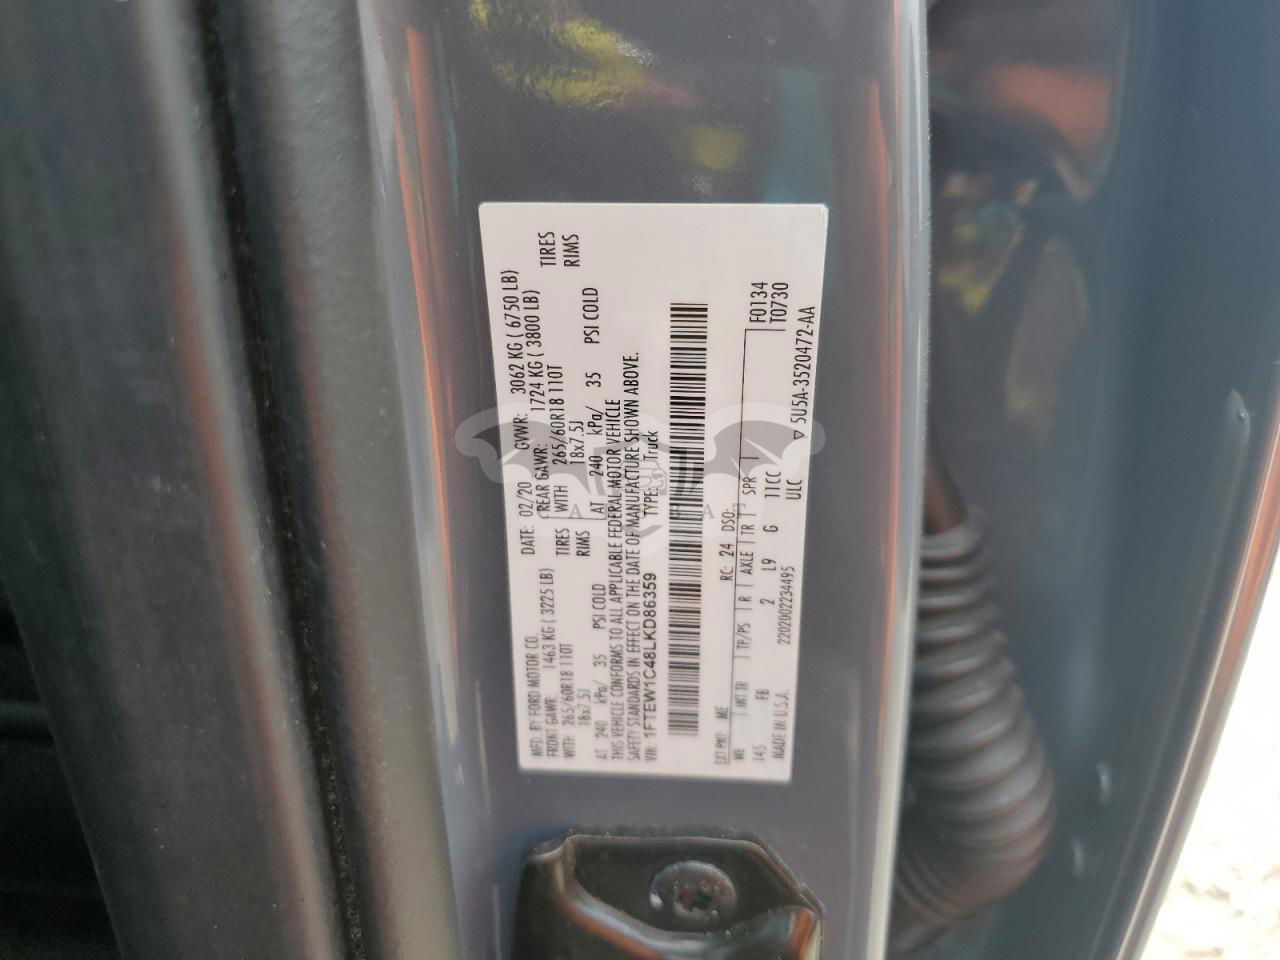 MFD. BY FORD MOTOR CO.
DATE: 02/20 GVWR: 3062 KG ( 6750 LB)
FRONT GAWR: 1463 KG ( 3225 LB)
REAR GAWR: 1724 KG ( 3800 LB)
WITH 265/60R18 110T TIRES
WITH 265/60R18 110T TIRES
18x7.5J RIMS
18x7.5J RIMS
AT 240 kPa/ 35 PSI COLD
AT 240 kPa/ 35 PSI COLD
THIS VEHICLE CONFORMS TO ALL APPLICABLE FEDERAL MOTOR VEHICLE
SAFETY STANDARDS IN EFFECT ON THE DATE OF MANUFACTURE SHOWN ABOVE.
VIN: 1FTEW1C48LKD86359 TYPE: Truck
EXT PNT: ME RC: 24 DSO: F0134
WB INT TR TP/PS R AXLE TR SPR T0730
145 FB 2 L9 G 11CC
ULC
MADE IN U.S.A. 2202002234495
5U5A-3520472-AA